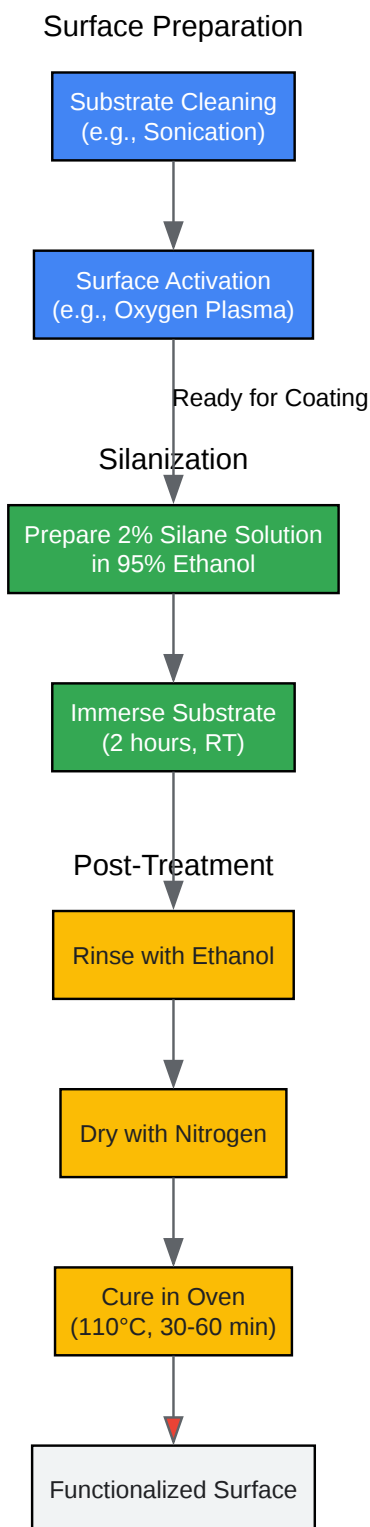 Surface Preparation
Substrate Cleaning
(e.g., Sonication)
Surface Activation
(e.g., Oxygen Plasma)
Ready for Coating
Silanization
Prepare 2% Silane Solution
in 95% Ethanol
Immerse Substrate
(2 hours, RT)
Post-Treatment
Rinse with Ethanol
Dry with Nitrogen
Cure in Oven
(110°C, 30-60 min)
Functionalized Surface